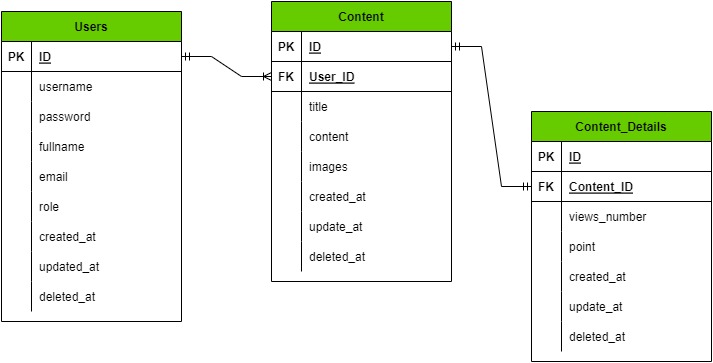 Users
PK ID
username
password
fullname
email
role
created_at
updated_at
deleted_at
Content
PK ID
FK User_ID
title
content
images
created_at
update_at
deleted_at
Content_Details
PK ID
FK Content_ID
views_number
point
created_at
update_at
deleted_at